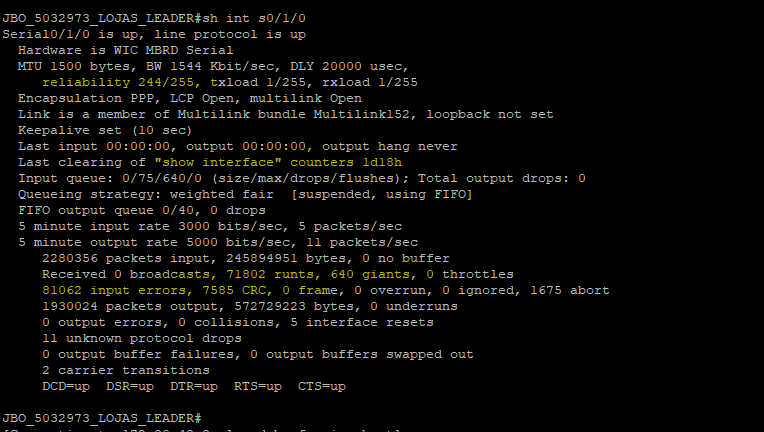 JBO_5032973_LOJAS_LEADER#sh int s0/1/0
Serial0/1/0 is up, line protocol is up
Hardware is WIC MBRD Serial
MTU 1500 bytes, BW 1544 Kbit/sec, DLY 20000 usec,
reliability 244/255, txload 1/255, rxload 1/255
Encapsulation PPP, LCP Open, multilink Open
Link is a member of Multilink bundle Multilink152, loopback not set
Keepalive set (10 sec)
Last input 00:00:00, output 00:00:00, output hang never
Last clearing of "show interface" counters 1d18h
Input queue: 0/75/640/0 (size/max/drops/flushes); Total output drops: 0
Queueing strategy: weighted fair [suspended, using FIFO]
FIFO output queue 0/40, 0 drops
5 minute input rate 3000 bits/sec, 5 packets/sec
5 minute output rate 5000 bits/sec, 11 packets/sec
2280356 packets input, 245894951 bytes, 0 no buffer
Received 0 broadcasts, 71802 runts, 640 giants, 0 throttles
81062 input errors, 7585 CRC, 0 frame, 0 overrun, 0 ignored, 1675 abort
1930024 packets output, 572729223 bytes, 0 underruns
0 output errors, 0 collisions, 5 interface resets
11 unknown protocol drops
0 output buffer failures, 0 output buffers swapped out
2 carrier transitions
DCD=up DSR=up DTR=up RTS=up CTS=up
JBO_5032973_LOJAS_LEADER#